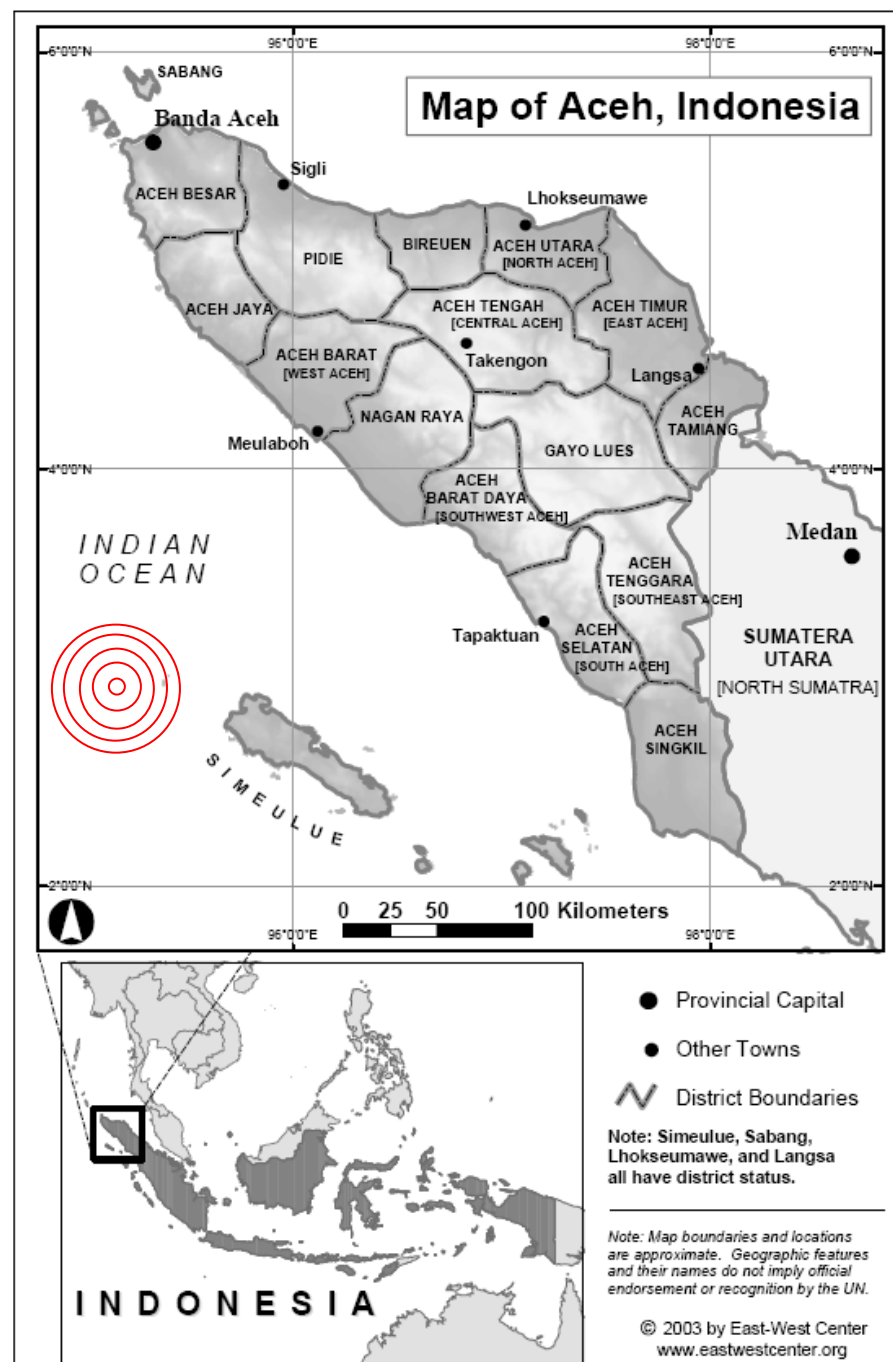 96°0'0"E
98°0'0"E
6°0'0"N
6°0'0"N
SABANG
Map of Aceh, Indonesia
Banda Aceh
Sigli
ACEH BESAR
Lhokseumawe
BIREUEN
ACEH UTARA
[NORTH ACEH]
PIDIE
ACEH JAYA
ACEH TENGAH
[CENTRAL ACEH]
ACEH TIMUR
[EAST ACEH]
ACEH BARAT
[WEST ACEH]
Takengon
Langsa
NAGAN RAYA
ACEH
TAMIANG
Meulaboh
GAYO LUES
4°0'0"N
4°0'0"N
ACEH
BARAT DAYA
[SOUTHWEST ACEH]
Medan
INDIAN
OCEAN
ACEH
TENGGARA
[SOUTHEAST ACEH]
Tapaktuan
ACEH
SELATAN
[SOUTH ACEH]
SUMATERA
UTARA
[NORTH SUMATRA]
ACEH
SINGKIL
SIMEULUE
2°0'0"N
2°0'0"N
0 25 50 100 Kilometers
96°0'0"E
98°0'0"E
Provincial Capital
Other Towns
District Boundaries
Note: Simeulue, Sabang,
Lhokseumawe, and Langsa
all have district status.
Note: Map boundaries and locations
are approximate. Geographic features
and their names do not imply official
endorsement or recognition by the UN.
© 2003 by East-West Center
www.eastwestcenter.org
INDONESIA